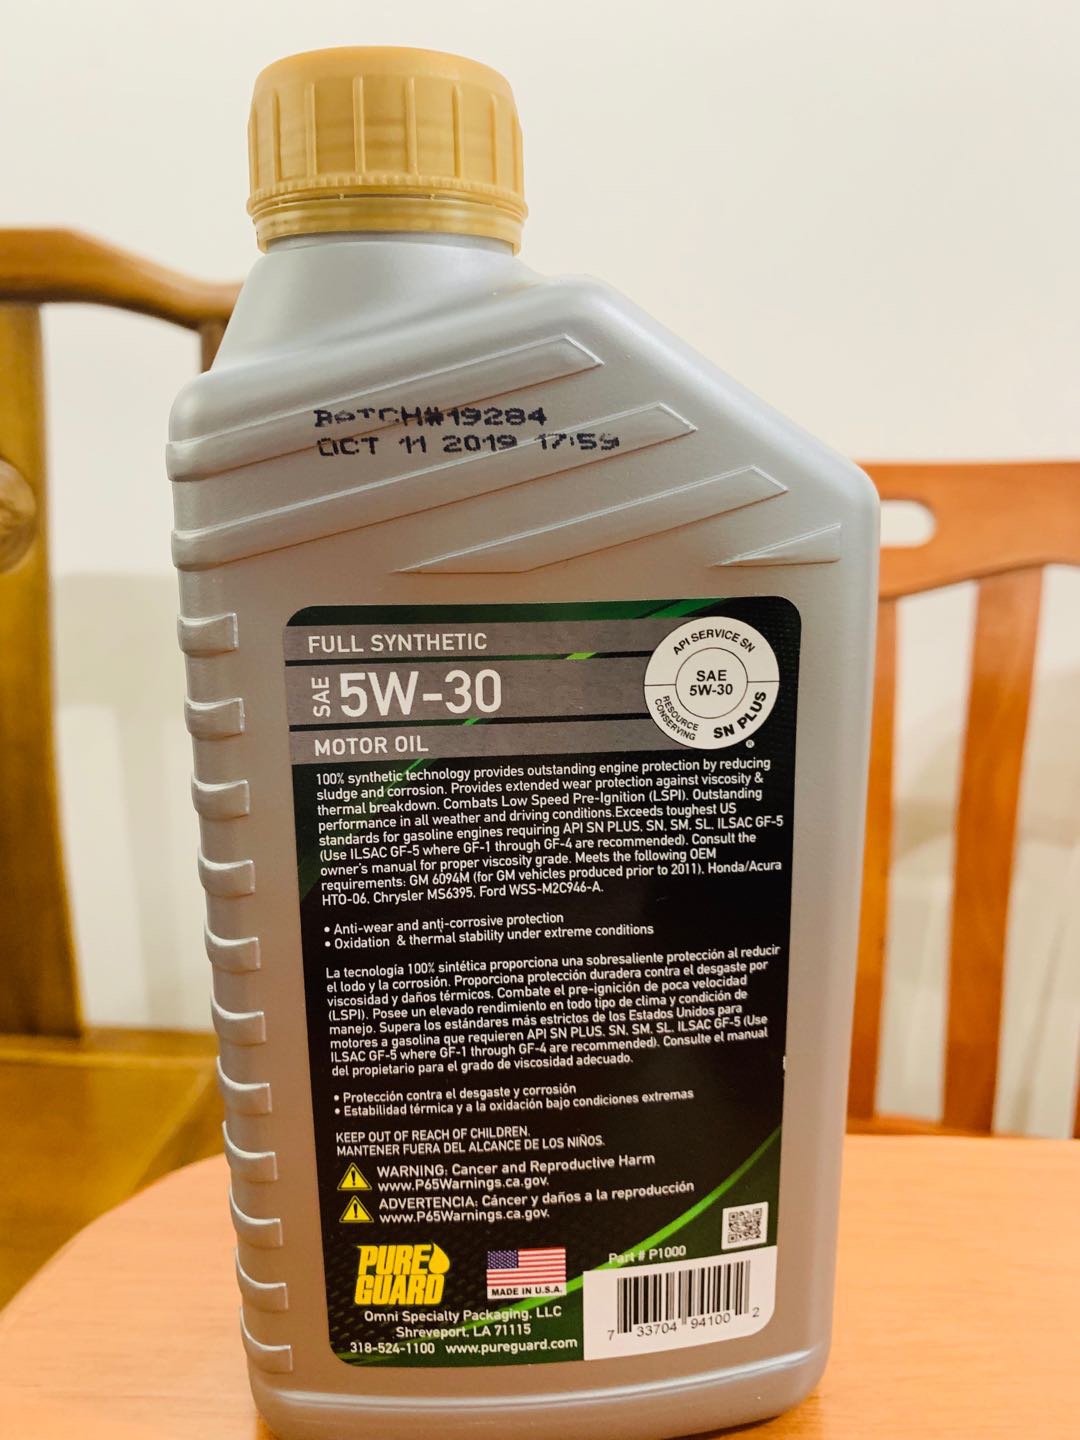 BATCH#19284
OCT 11 2019 17:59
FULL SYNTHETIC
SAE 5W-30
MOTOR OIL
API SERVICE SN
SAE
5W-30
RESOURCE
CONSERVING
SN PLUS
®
100% synthetic technology provides outstanding engine protection by reducing
sludge and corrosion. Provides extended wear protection against viscosity &
thermal breakdown. Combats Low Speed Pre-Ignition (LSPI). Outstanding
performance in all weather and driving conditions.Exceeds toughest US
standards for gasoline engines requiring API SN PLUS, SN, SM, SL, ILSAC GF-5
(Use ILSAC GF-5 where GF-1 through GF-4 are recommended). Consult the
owner's manual for proper viscosity grade. Meets the following OEM
requirements: GM 6094M (for GM vehicles produced prior to 2011), Honda/Acura
HTO-06, Chrysler MS6395, Ford WSS-M2C946-A.
• Anti-wear and anti-corrosive protection
• Oxidation & thermal stability under extreme conditions
La tecnología 100% sintética proporciona una sobresaliente protección al reducir
el lodo y la corrosión. Proporciona protección duradera contra el desgaste por
viscosidad y daños térmicos. Combate el pre-ignición de poca velocidad
(LSPI). Posee un elevado rendimiento en todo tipo de clima y condición de
manejo. Supera los estándares más estrictos de los Estados Unidos para
motores a gasolina que requieren API SN PLUS, SN, SM, SL, ILSAC GF-5 (Use
ILSAC GF-5 where GF-1 through GF-4 are recommended). Consulte el manual
del propietario para el grado de viscosidad adecuado.
• Protección contra el desgaste y corrosión
• Estabilidad térmica y a la oxidación bajo condiciones extremas
KEEP OUT OF REACH OF CHILDREN.
MANTENER FUERA DEL ALCANCE DE LOS NIÑOS.
WARNING: Cancer and Reproductive Harm
www.P65Warnings.ca.gov.
ADVERTENCIA: Cáncer y daños a la reproducción
www.P65Warnings.ca.gov.
PURE
GUARD
MADE IN U.S.A.
Part # P1000
Omni Specialty Packaging, LLC
Shreveport, LA 71115
318-524-1100 www.pureguard.com
7 33704 94100 2